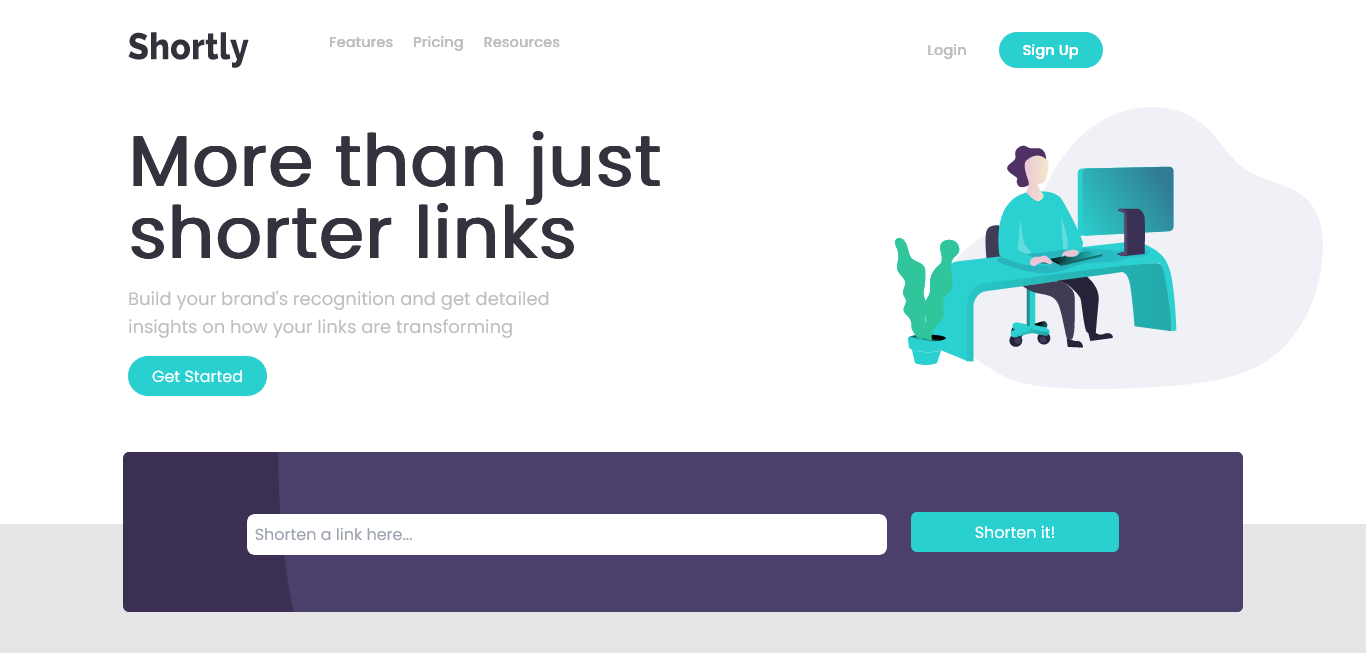 Shortly
Features Pricing Resources
Login
Sign Up
More than just
shorter links
Build your brand's recognition and get detailed
insights on how your links are transforming
Get Started
Shorten a link here...
Shorten it!